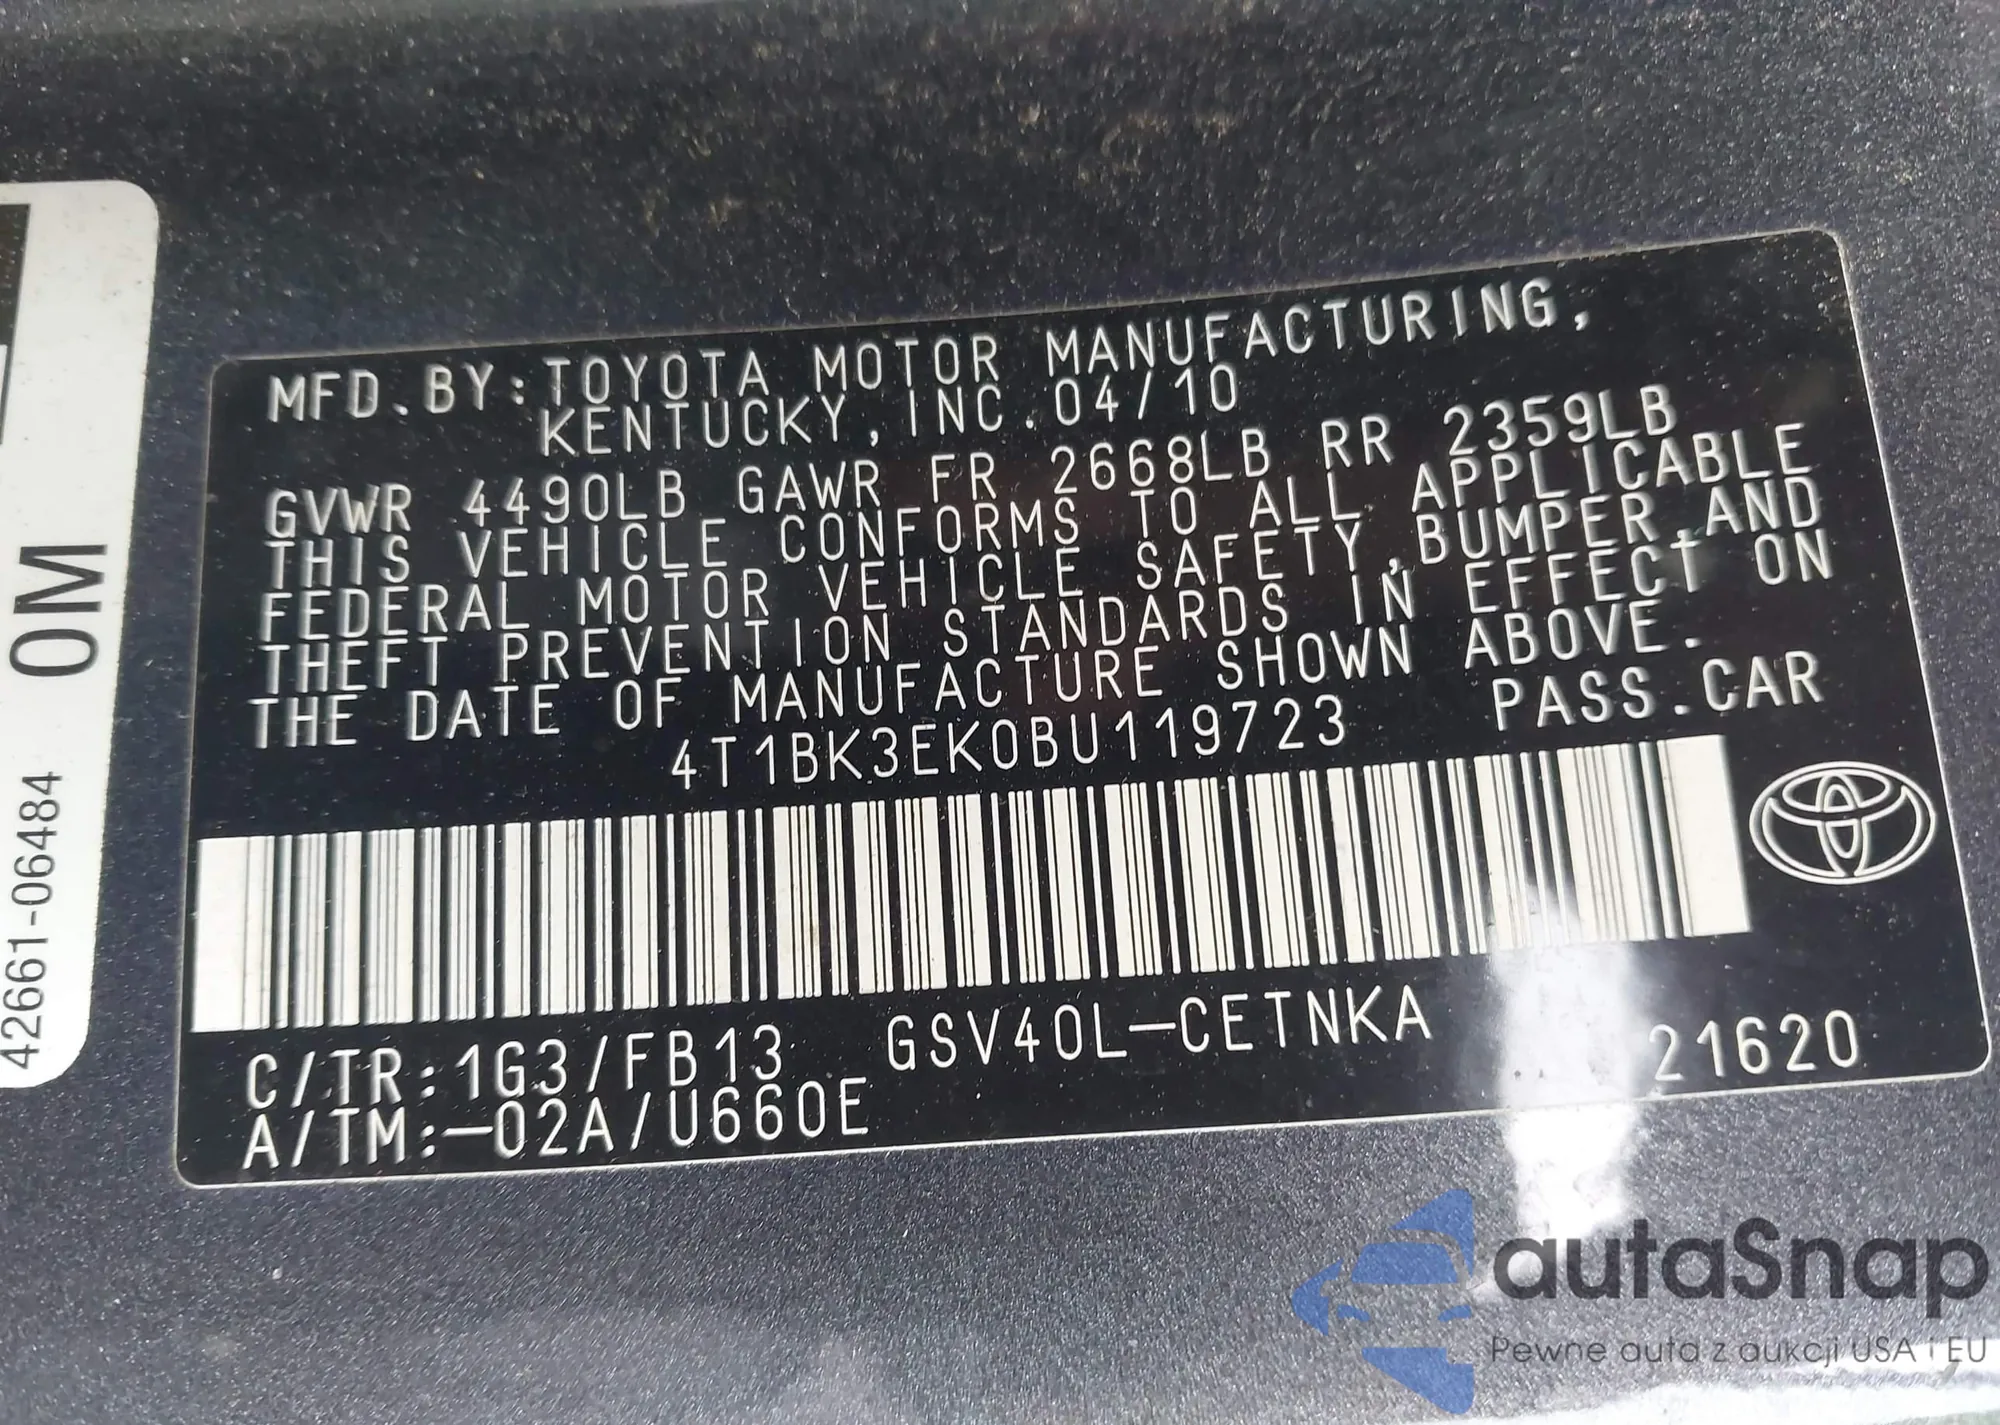 MFD.BY:TOYOTA MOTOR MANUFACTURING,
KENTUCKY, INC.04/10
GVWR 4490LB GAWR FR 2668LB RR 2359LB
THIS VEHICLE CONFORMS TO ALL APPLICABLE
FEDERAL MOTOR VEHICLE SAFETY,BUMPER,AND
THEFT PREVENTION STANDARDS IN EFFECT ON
THE DATE OF MANUFACTURE SHOWN ABOVE.
4T1BK3EK0BU119723 PASS.CAR
C/TR:1G3/FB13 GSV40L-CETNKA 21620
A/TM:-02A/U660E
42661-06484 0M
autaSnap
Pewne auta z aukcji USA i EU